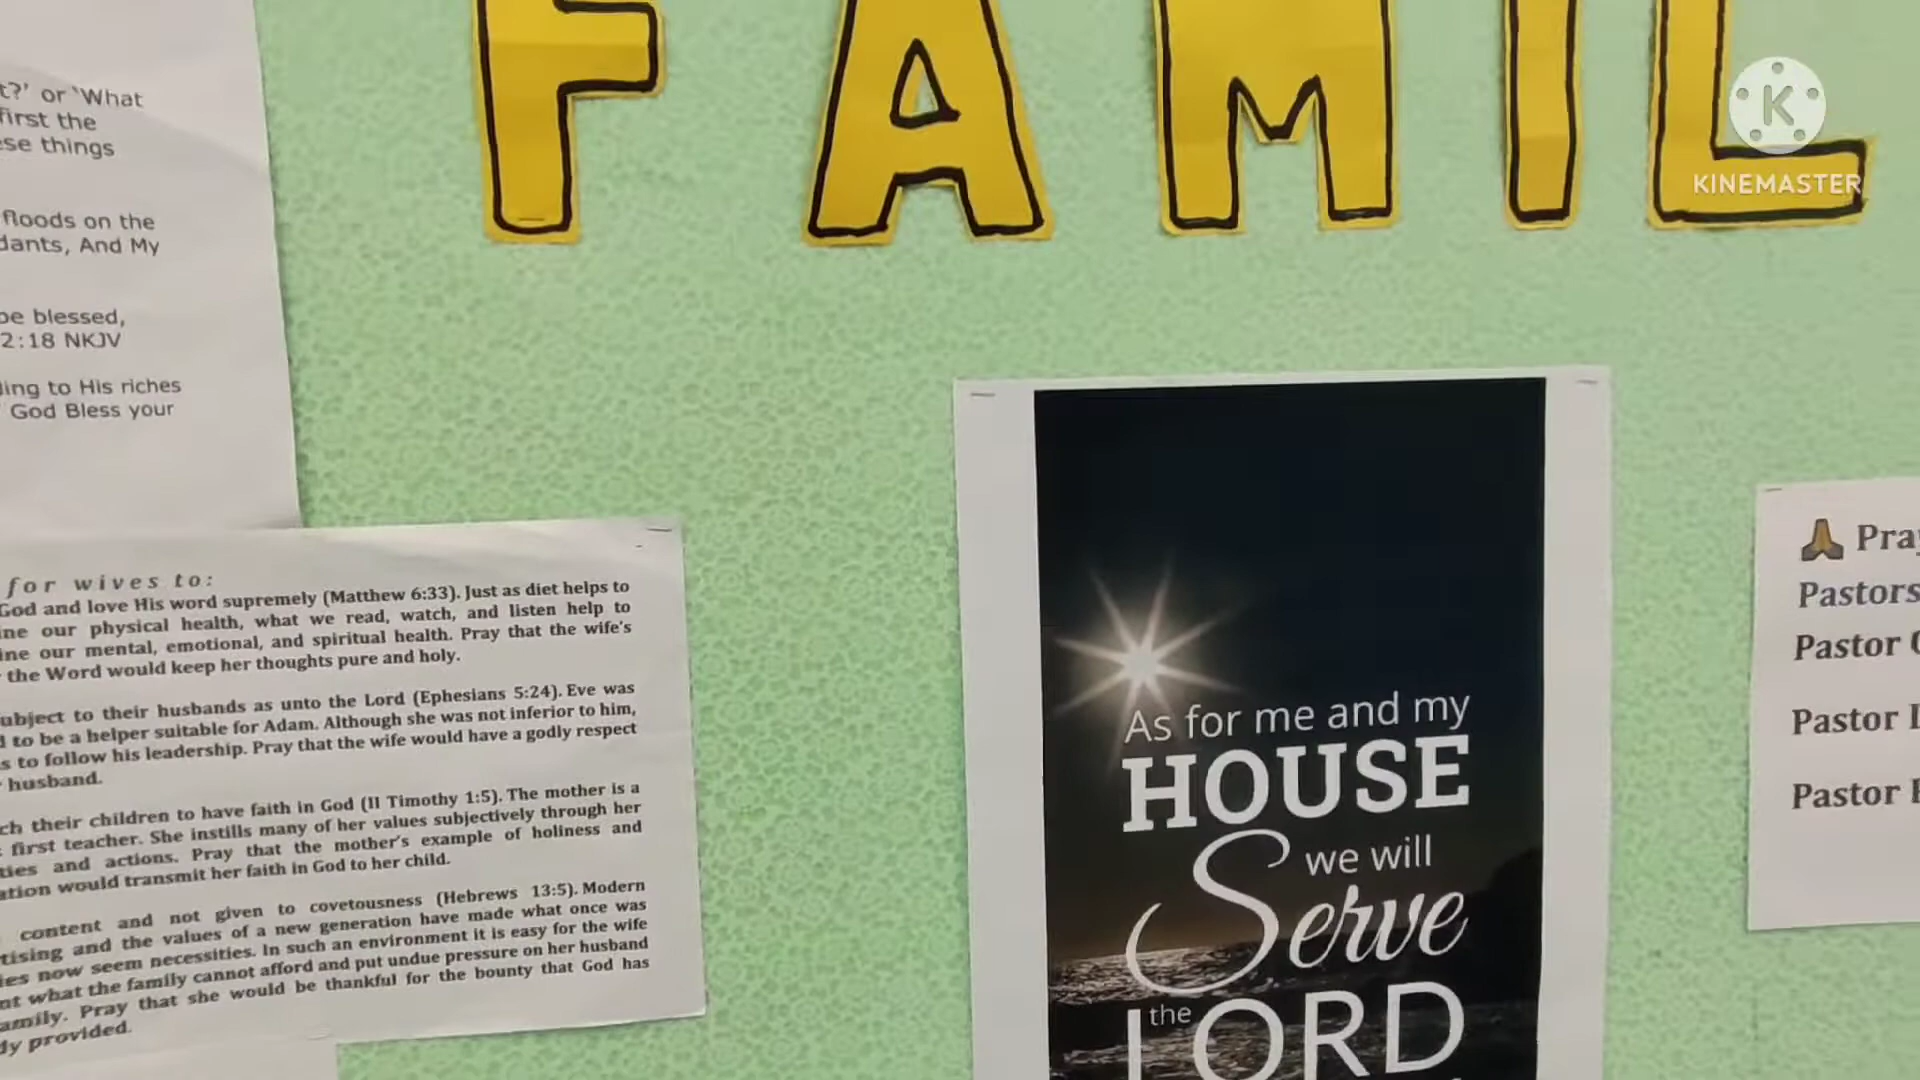 FAMIL
KINEMASTER
t?' or 'What
first the
ese things
floods on the
dants, And My
be blessed,
2:18 NKJV
ding to His riches
God Bless your
for wives to:
God and love His word supremely (Matthew 6:33). Just as diet helps to
ine our physical health, what we read, watch, and listen help to
ine our mental, emotional, and spiritual health. Pray that the wife's
the Word would keep her thoughts pure and holy.
ubject to their husbands as unto the Lord (Ephesians 5:24). Eve was
d to be a helper suitable for Adam. Although she was not inferior to him,
s to follow his leadership. Pray that the wife would have a godly respect
husband.
ch their children to have faith in God (II Timothy 1:5). The mother is a
first teacher. She instills many of her values subjectively through her
ties and actions. Pray that the mother's example of holiness and
ation would transmit her faith in God to her child.
content and not given to covetousness (Hebrews 13:5). Modern
tising and the values of a new generation have made what once was
ies now seem necessities. In such an environment it is easy for the wife
nt what the family cannot afford and put undue pressure on her husband
amily. Pray that she would be thankful for the bounty that God has
dy provided.
As for me and my
HOUSE
we will
Serve
the
LORD
🙏 Pray
Pastors
Pastor
Pastor
Pastor